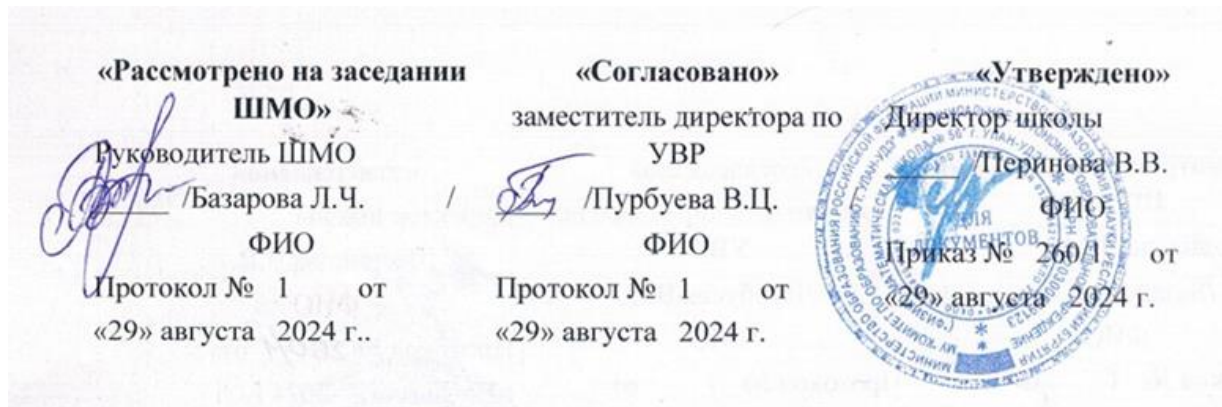 «Рассмотрено на заседании
ШМО»
Руководитель ШМО
/Базарова Л.Ч. /
ФИО
Протокол № 1 от
«29» августа 2024 г..
«Согласовано»
заместитель директора по
УВР
/Пурбуева В.Ц. /
ФИО
Протокол № 1 от
«29» августа 2024 г.
«Утверждено»
Директор школы
/Перинова В.В.
ФИО
Приказ № 260/1 от
«29» августа 2024 г.
ДЛЯ
ДОКУМЕНТОВ